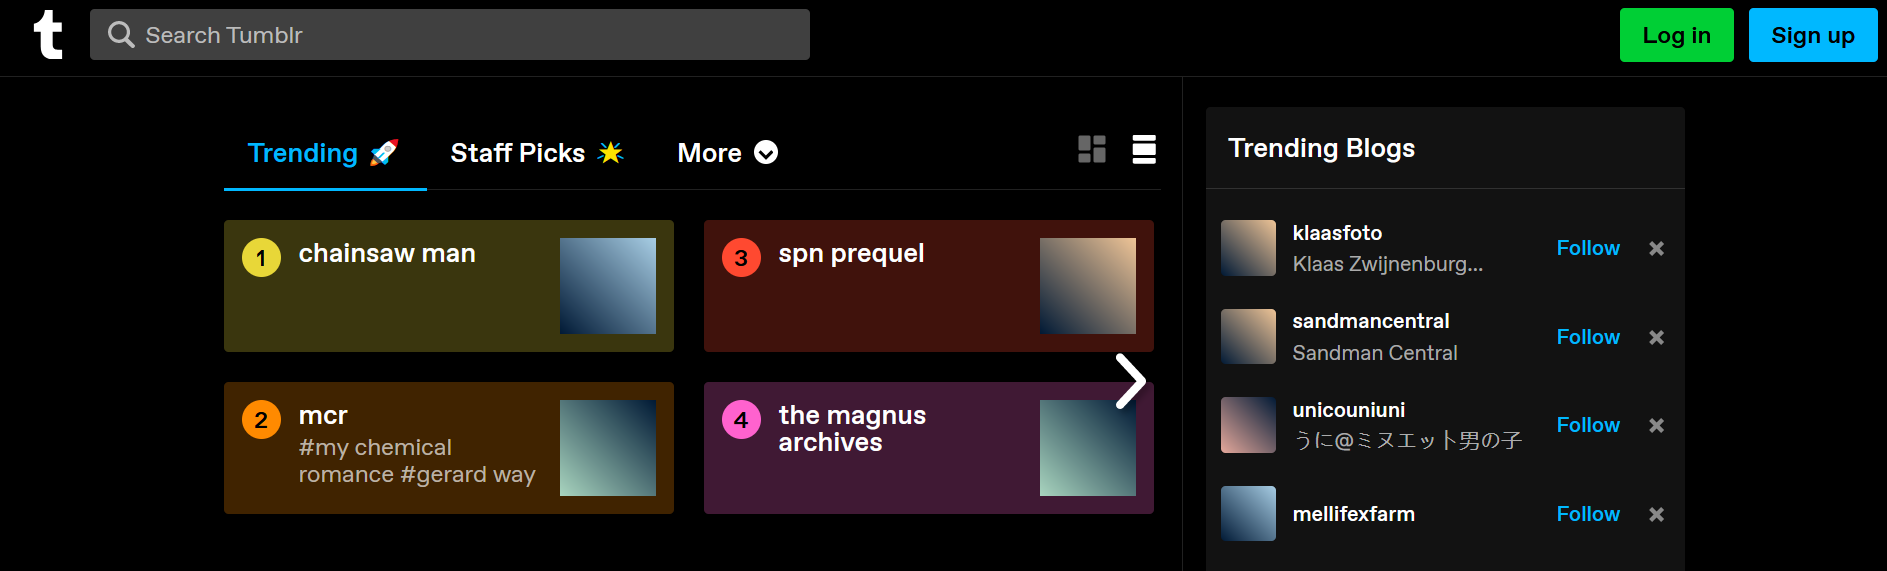 t
Search Tumblr
Log in
Sign up
Trending 🚀
Staff Picks 🌟
More
1
chainsaw man
3
spn prequel
2
mcr
#my chemical
romance #gerard way
4
the magnus
archives
Trending Blogs
klaasfoto
Klaas Zwijnenburg...
Follow
sandmancentral
Sandman Central
Follow
unicouniuni
うに@ミヌエット男の子
Follow
mellifexfarm
Follow